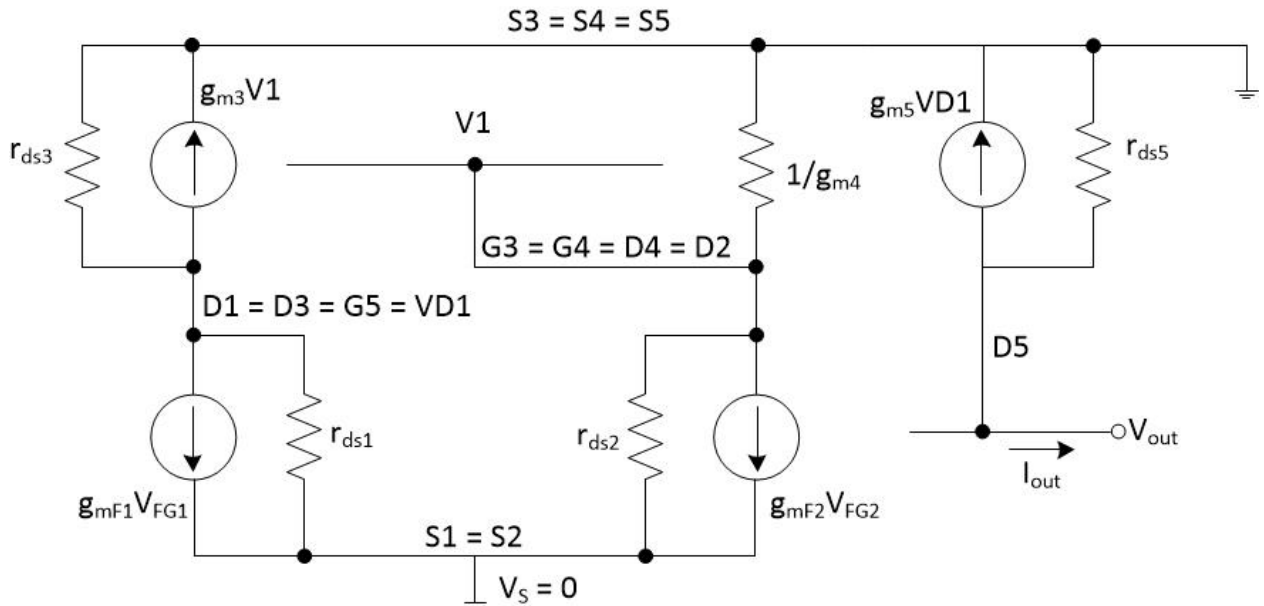 S3 = S4 = S5
gm3V1
gm5VD1
V1
rds3
1/gm4
rds5
G3 = G4 = D4 = D2
D1 = D3 = G5 = VD1
D5
rds1
rds2
Vout
Iout
gmF1VFG1
gmF2VFG2
S1 = S2
VS = 0